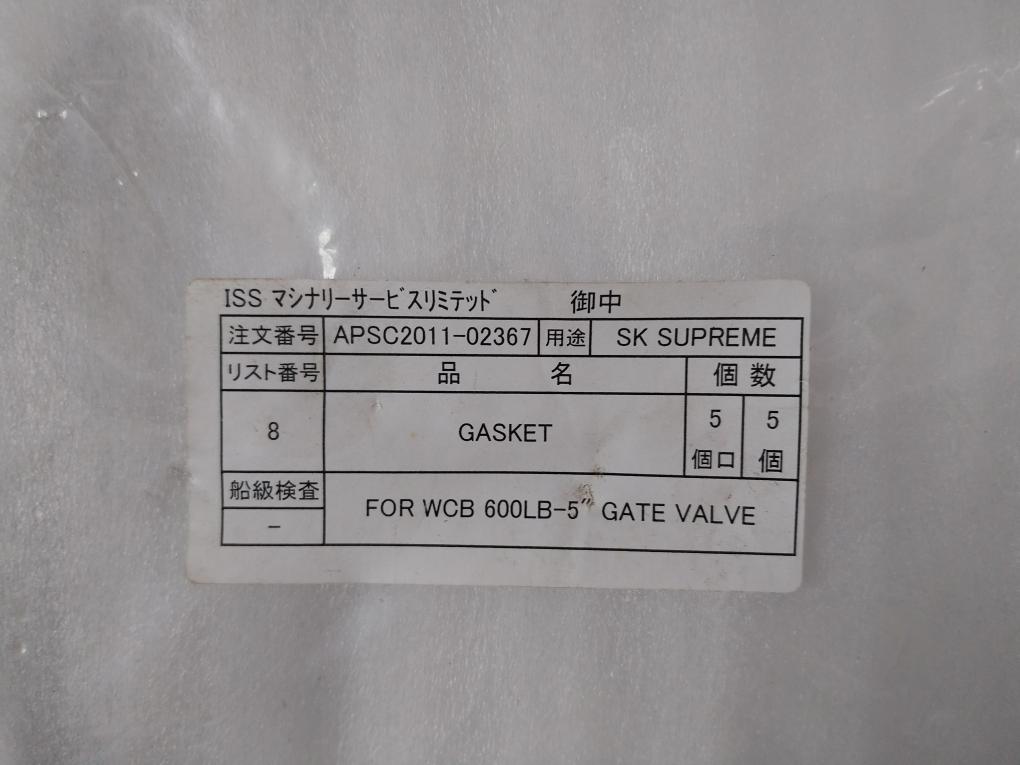 ISS ﾏｼﾅﾘｰｻｰﾋﾞｽﾘﾐﾃｯﾄﾞ 御中
注文番号 APSC2011-02367 用途 SK SUPREME
リスト番号 品名 個数
8 GASKET 5個口 5個
船級検査
- FOR WCB 600LB-5″ GATE VALVE